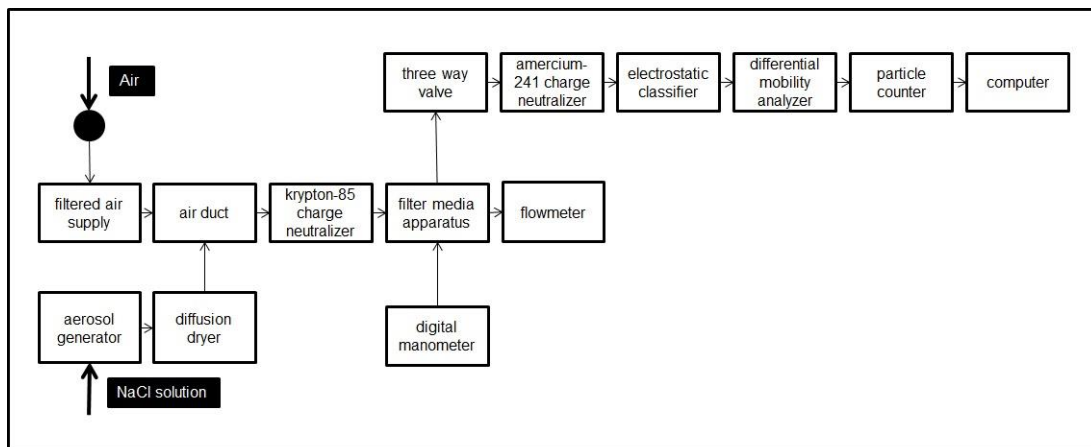 Air
three way
valve
amercium-
241 charge
neutralizer
electrostatic
classifier
differential
mobility
analyzer
particle
counter
computer
filtered air
supply
air duct
krypton-85
charge
neutralizer
filter media
apparatus
flowmeter
aerosol
generator
diffusion
dryer
digital
manometer
NaCl solution